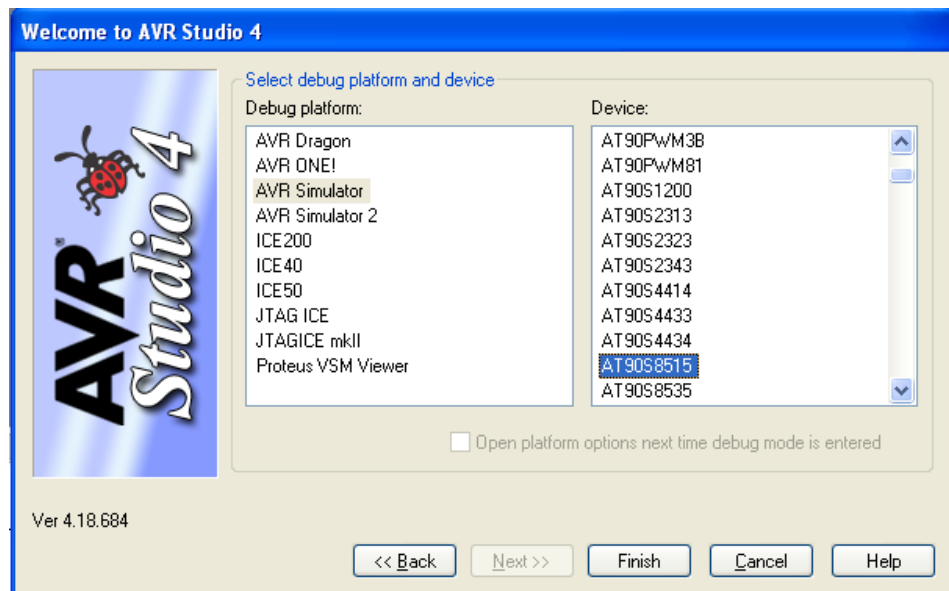 Welcome to AVR Studio 4
AVR Studio 4
Select debug platform and device
Debug platform:
AVR Dragon
AVR ONE!
AVR Simulator
AVR Simulator 2
ICE200
ICE40
ICE50
JTAG ICE
JTAGICE mkII
Proteus VSM Viewer
Device:
AT90PWM3B
AT90PWM81
AT90S1200
AT90S2313
AT90S2323
AT90S2343
AT90S4414
AT90S4433
AT90S4434
AT90S8515
AT90S8535
Open platform options next time debug mode is entered
Ver 4.18.684
<< Back
Next >>
Finish
Cancel
Help